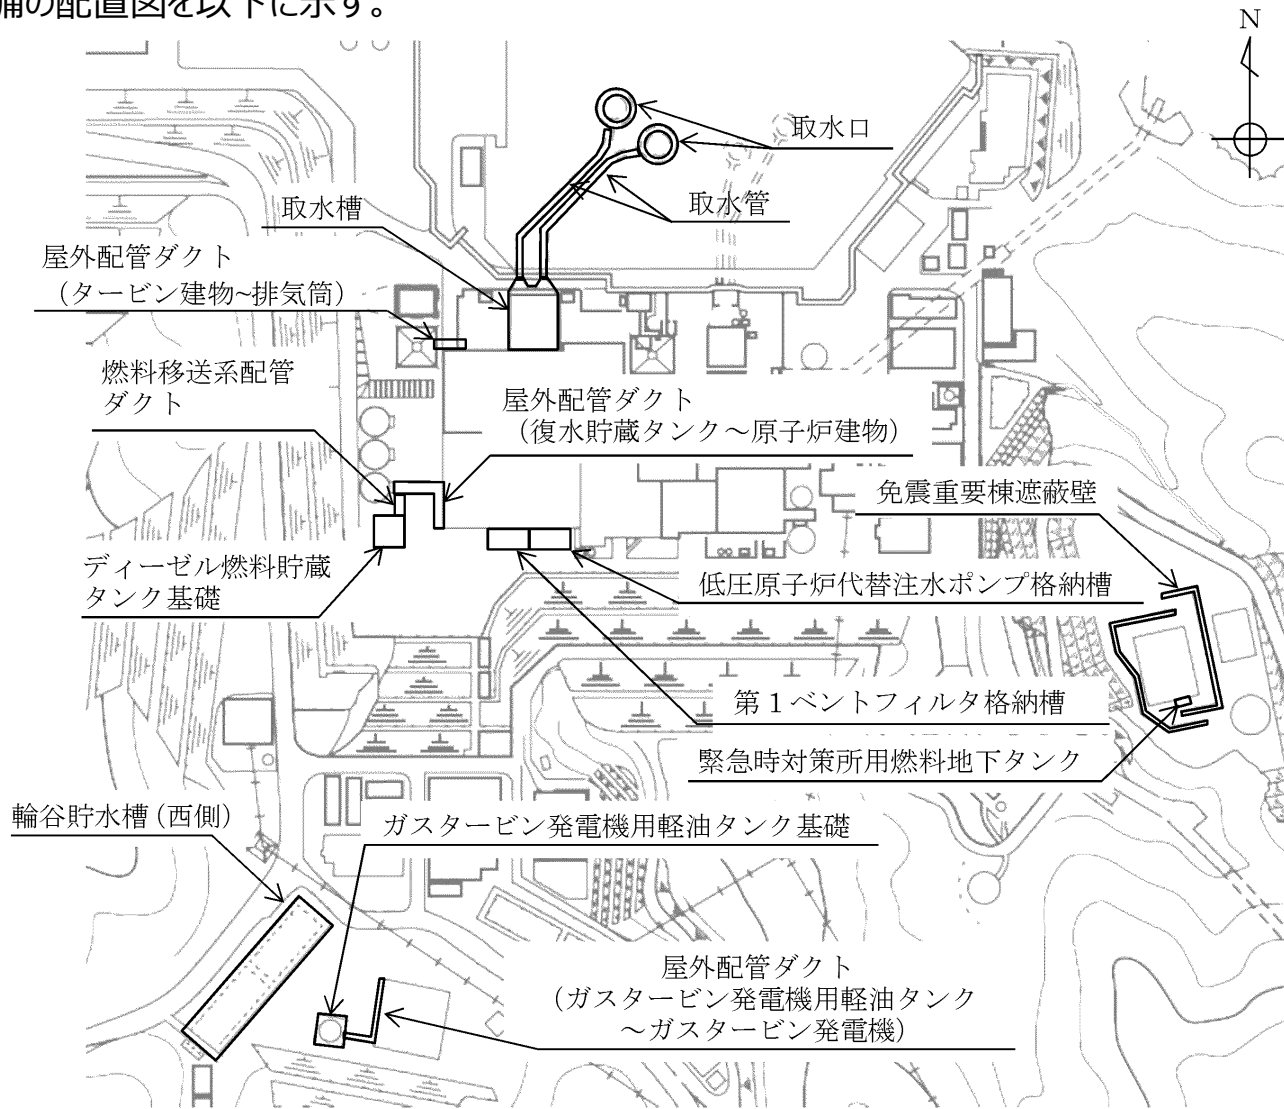 備の配置図を以下に示す。
N
取水口
取水管
取水槽
屋外配管ダクト
（タービン建物~排気筒）
燃料移送系配管
ダクト
屋外配管ダクト
（復水貯蔵タンク～原子炉建物）
免震重要棟遮蔽壁
ディーゼル燃料貯蔵
タンク基礎
低圧原子炉代替注水ポンプ格納槽
第１ベントフィルタ格納槽
緊急時対策所用燃料地下タンク
輪谷貯水槽（西側）
ガスタービン発電機用軽油タンク基礎
屋外配管ダクト
（ガスタービン発電機用軽油タンク
～ガスタービン発電機）